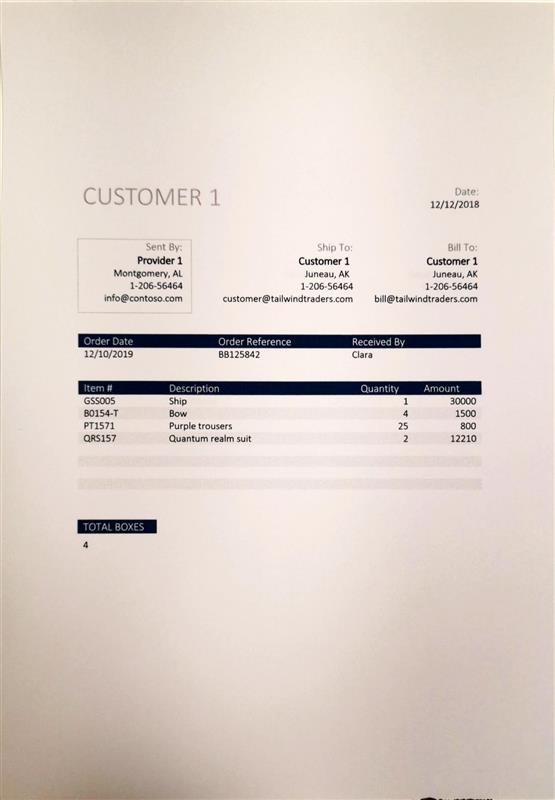 CUSTOMER 1
Date:
12/12/2018
Sent By:
Provider 1
Montgomery, AL
1-206-56464
info@contoso.com
Ship To:
Customer 1
Juneau, AK
1-206-56464
customer@tailwindtraders.com
Bill To:
Customer 1
Juneau, AK
1-206-56464
bill@tailwindtraders.com
Order Date Order Reference Received By
12/10/2019 BB125842 Clara
Item # Description Quantity Amount
GSS005 Ship 1 30000
B0154-T Bow 4 1500
PT1571 Purple trousers 25 800
QRS157 Quantum realm suit 2 12210
TOTAL BOXES
4